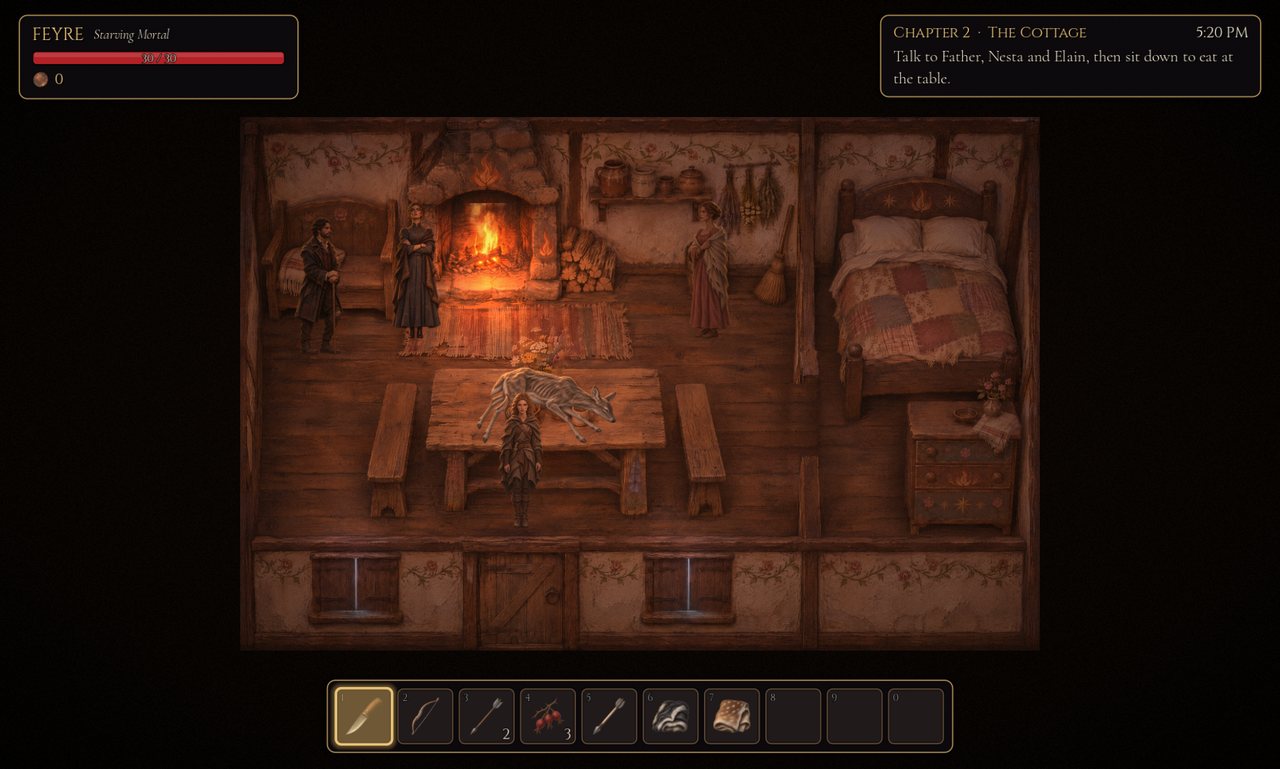 FEYRE Starving Mortal
30 / 30
0
CHAPTER 2 · THE COTTAGE 5:20 PM
Talk to Father, Nesta and Elain, then sit down to eat at
the table.
1 2 3 4 5 6 7 8 9 0
2 3